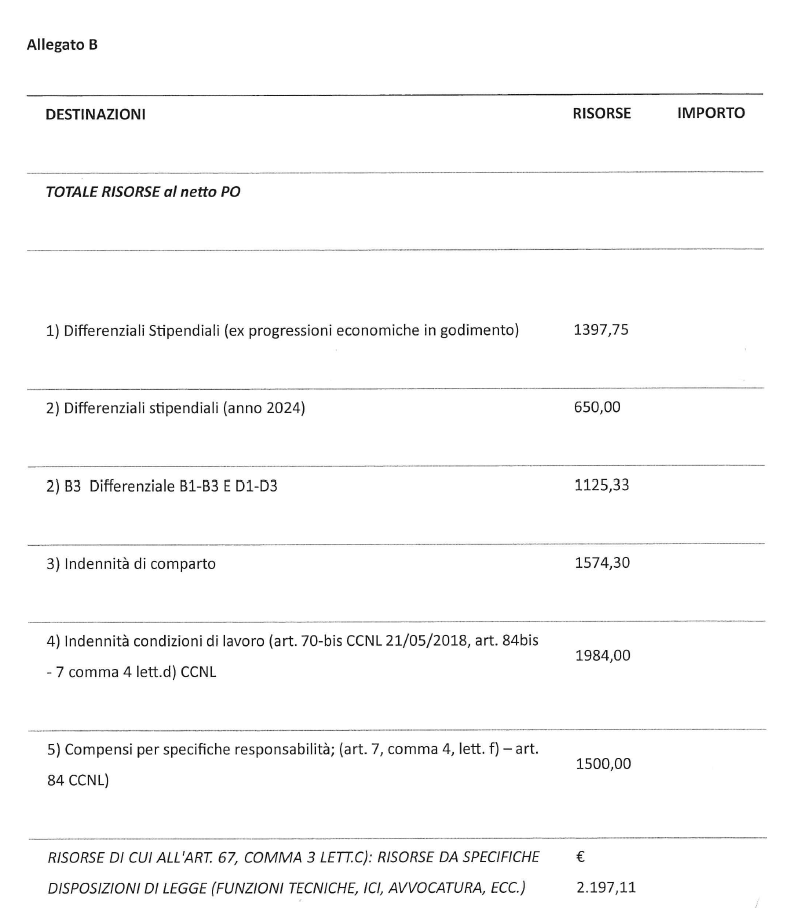 Allegato B
DESTINAZIONI RISORSE IMPORTO
TOTALE RISORSE al netto PO
1) Differenziali Stipendiali (ex progressioni economiche in godimento) 1397,75
2) Differenziali stipendiali (anno 2024) 650,00
2) B3 Differenziale B1-B3 E D1-D3 1125,33
3) Indennità di comparto 1574,30
4) Indennità condizioni di lavoro (art. 70-bis CCNL 21/05/2018, art. 84bis
- 7 comma 4 lett.d) CCNL 1984,00
5) Compensi per specifiche responsabilità; (art. 7, comma 4, lett. f) – art.
84 CCNL) 1500,00
RISORSE DI CUI ALL'ART. 67, COMMA 3 LETT.C): RISORSE DA SPECIFICHE €
DISPOSIZIONI DI LEGGE (FUNZIONI TECNICHE, ICI, AVVOCATURA, ECC.) 2.197,11